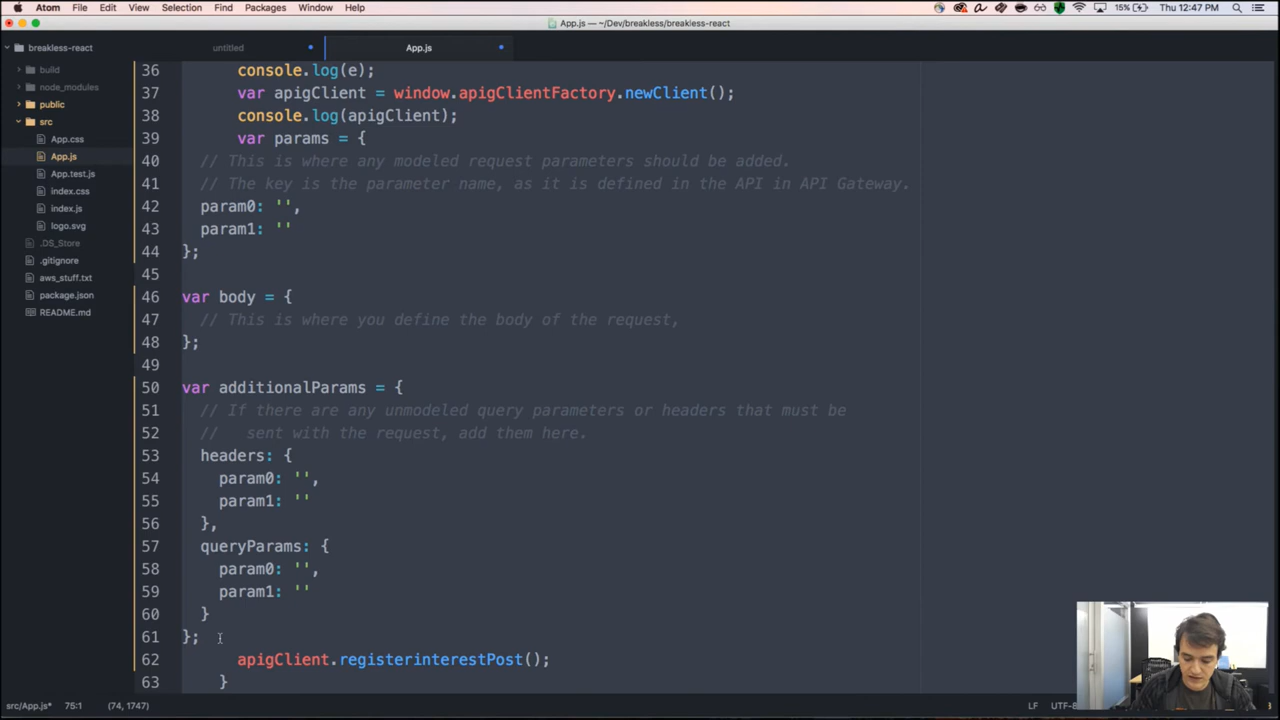 Atom File Edit View Selection Find Packages Window Help
15% Thu 12:47 PM
App.js — ~/Dev/breakless/breakless-react
breakless-react
untitled
App.js
build
node_modules
public
src
App.css
App.js
App.test.js
index.css
index.js
logo.svg
.DS_Store
.gitignore
aws_stuff.txt
package.json
README.md
36 console.log(e);
37 var apigClient = window.apigClientFactory.newClient();
38 console.log(apigClient);
39 var params = {
40 // This is where any modeled request parameters should be added.
41 // The key is the parameter name, as it is defined in the API in API Gateway.
42 param0: '',
43 param1: ''
44 };
45
46 var body = {
47 // This is where you define the body of the request,
48 };
49
50 var additionalParams = {
51 // If there are any unmodeled query parameters or headers that must be
52 // sent with the request, add them here.
53 headers: {
54 param0: '',
55 param1: ''
56 },
57 queryParams: {
58 param0: '',
59 param1: ''
60 }
61 };
62 apigClient.registerinterestPost();
63 }
src/App.js* 75:1 (74, 1747)
LF UTF-8